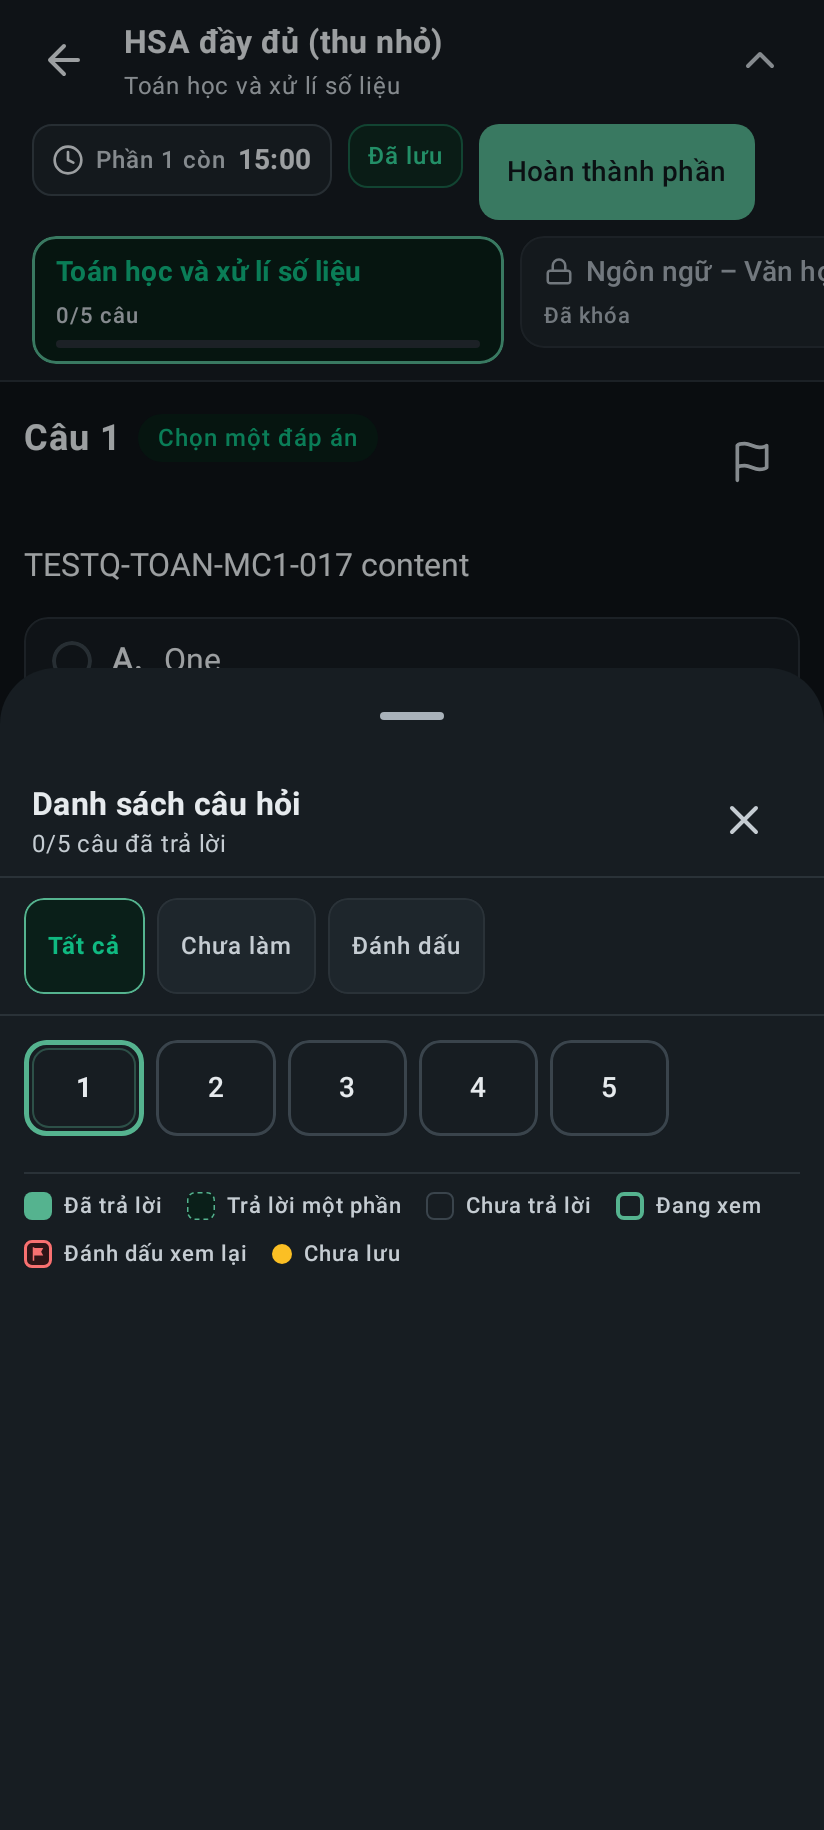 HSA đầy đủ (thu nhỏ)
Toán học và xử lí số liệu
Phần 1 còn 15:00
Đã lưu
Hoàn thành phần
Toán học và xử lí số liệu
0/5 câu
Ngôn ngữ – Văn
Đã khóa
Câu 1
Chọn một đáp án
TESTQ-TOAN-MC1-017 content
A. One
Danh sách câu hỏi
0/5 câu đã trả lời
Tất cả
Chưa làm
Đánh dấu
1 2 3 4 5
Đã trả lời
Trả lời một phần
Chưa trả lời
Đang xem
Đánh dấu xem lại
Chưa lưu